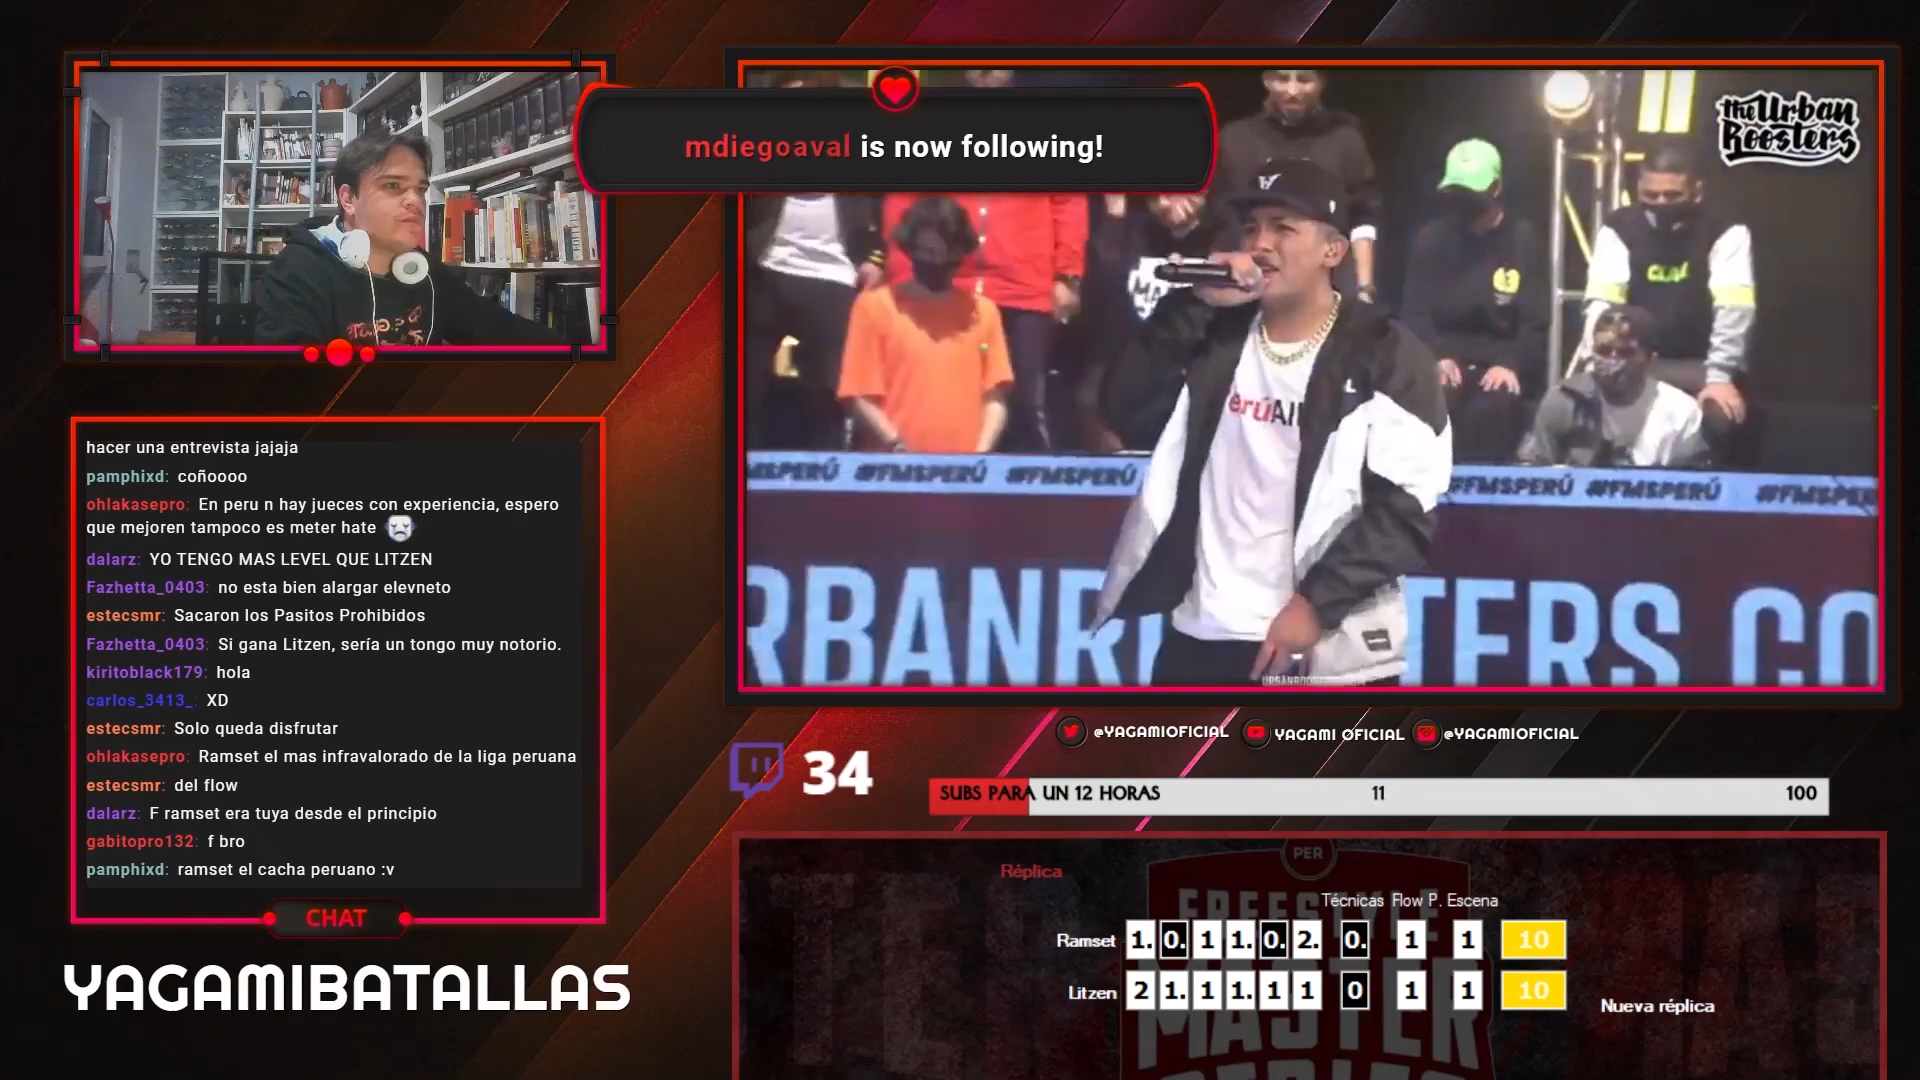 mdiegoaval is now following!
the Urban
Roosters
erúAll
#FMSPERÚ #FMSPERÚ #FMSPERÚ #FMSPERÚ
RBANR TERS.CO
hacer una entrevista jajaja
pamphixd: coñoooo
ohlakasepro: En peru n hay jueces con experiencia, espero
que mejoren tampoco es meter hate
dalarz: YO TENGO MAS LEVEL QUE LITZEN
Fazhetta_0403: no esta bien alargar elevneto
estecsmr: Sacaron los Pasitos Prohibidos
Fazhetta_0403: Si gana Litzen, sería un tongo muy notorio.
kiritoblack179: hola
carlos_3413_: XD
estecsmr: Solo queda disfrutar
ohlakasepro: Ramset el mas infravalorado de la liga peruana
estecsmr: del flow
dalarz: F ramset era tuya desde el principio
gabitopro132: f bro
pamphixd: ramset el cacha peruano :v
CHAT
YAGAMIBATALLAS
@YAGAMIOFICIAL YAGAMI OFICIAL @YAGAMIOFICIAL
34
SUBS PARA UN 12 HORAS 11 100
PER
FREESTYLE
MASTER
Réplica
Técnicas Flow P. Escena
Ramset 1. 0. 1 1. 0. 2. 0. 1 1 10
Litzen 2 1. 1 1. 1 1 0 1 1 10
Nueva réplica